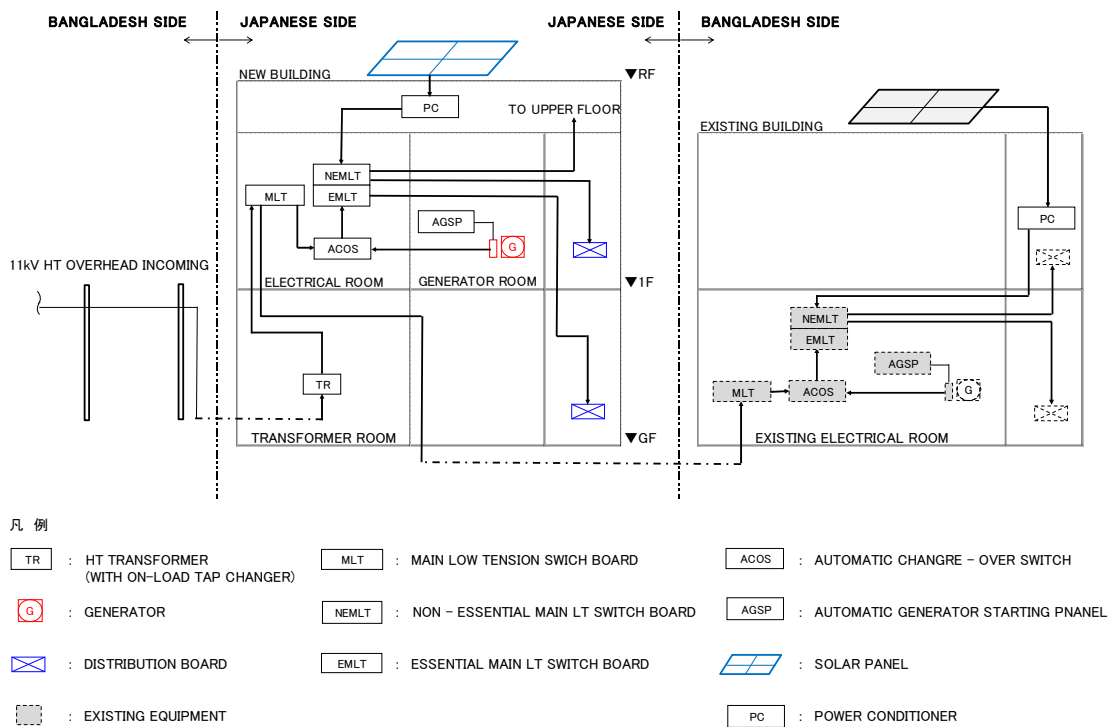 BANGLADESH SIDE
JAPANESE SIDE
JAPANESE SIDE
BANGLADESH SIDE
NEW BUILDING
▼RF
PC
TO UPPER FLOOR
EXISTING BUILDING
NEMLT
EMLT
MLT
AGSP
G
ACOS
PC
11kV HT OVERHEAD INCOMING
ELECTRICAL ROOM
GENERATOR ROOM
▼1F
NEMLT
EMLT
AGSP
TR
MLT
ACOS
G
TRANSFORMER ROOM
▼GF
EXISTING ELECTRICAL ROOM
凡 例
TR : HT TRANSFORMER
(WITH ON-LOAD TAP CHANGER)
MLT : MAIN LOW TENSION SWICH BOARD
ACOS : AUTOMATIC CHANGRE - OVER SWITCH
G : GENERATOR
NEMLT : NON - ESSENTIAL MAIN LT SWITCH BOARD
AGSP : AUTOMATIC GENERATOR STARTING PNANEL
: DISTRIBUTION BOARD
EMLT : ESSENTIAL MAIN LT SWITCH BOARD
: SOLAR PANEL
: EXISTING EQUIPMENT
PC : POWER CONDITIONER